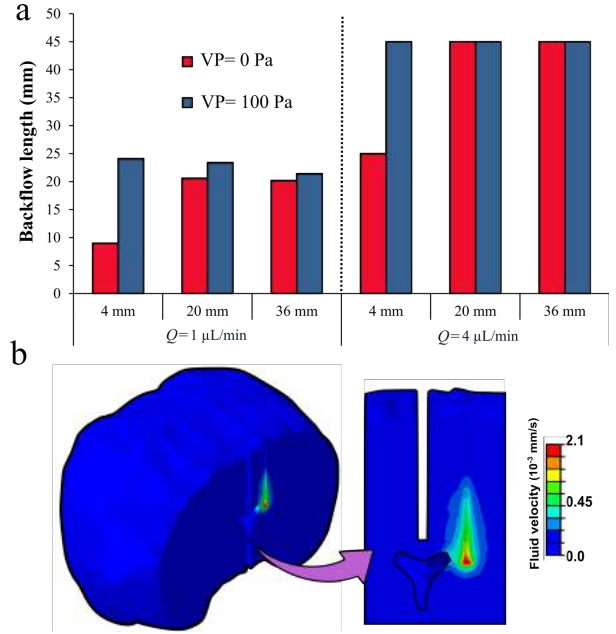 a
Backflow length (mm)
50
45
40
35
30
25
20
15
10
5
0
VP= 0 Pa
VP= 100 Pa
4 mm 20 mm 36 mm 4 mm 20 mm 36 mm
Q= 1 µL/min Q= 4 µL/min
b
Fluid velocity (10⁻³ mm/s)
2.1
0.45
0.0